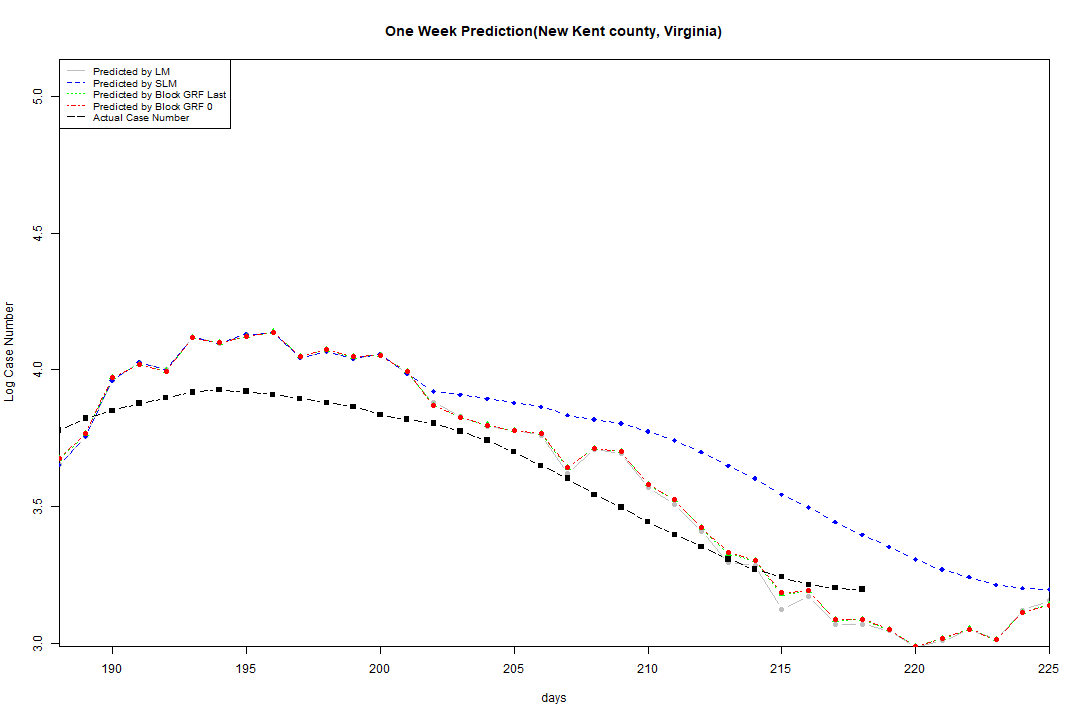 One Week Prediction(New Kent county, Virginia)
Predicted by LM
Predicted by SLM
Predicted by Block GRF Last
Predicted by Block GRF 0
Actual Case Number
5.0
4.5
4.0
3.5
3.0
Log Case Number
190 195 200 205 210 215 220 225
days